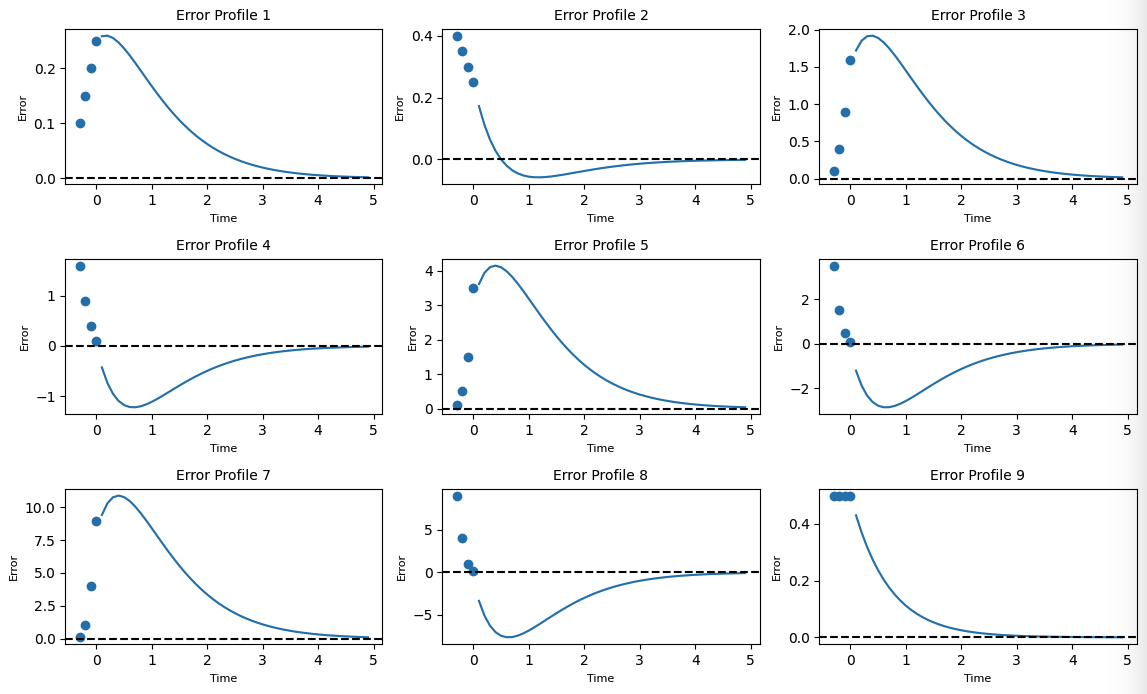 Error Profile 1
Error Profile 2
Error Profile 3
0.2
0.1
0.0
0.4
0.2
0.0
2.0
1.5
1.0
0.5
0.0
Error
Error
Error
0 1 2 3 4 5
0 1 2 3 4 5
0 1 2 3 4 5
Time
Time
Time
Error Profile 4
Error Profile 5
Error Profile 6
1
0
−1
4
3
2
1
0
2
0
−2
Error
Error
Error
0 1 2 3 4 5
0 1 2 3 4 5
0 1 2 3 4 5
Time
Time
Time
Error Profile 7
Error Profile 8
Error Profile 9
10.0
7.5
5.0
2.5
0.0
5
0
−5
0.4
0.2
0.0
Error
Error
Error
0 1 2 3 4 5
0 1 2 3 4 5
0 1 2 3 4 5
Time
Time
Time